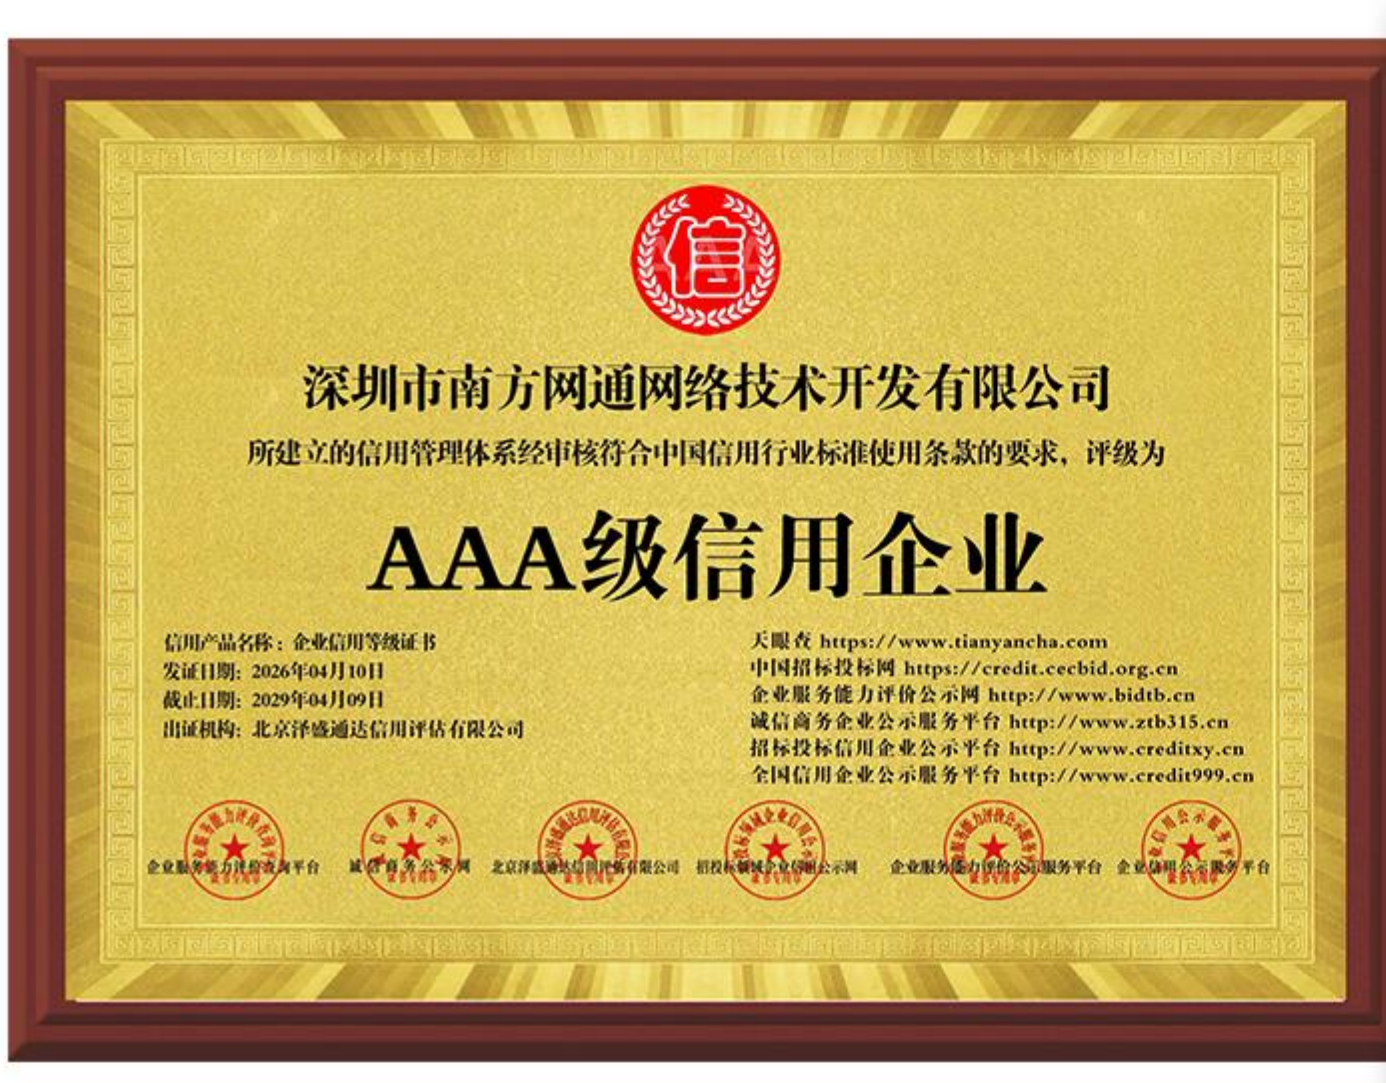 信
深圳市南方网通网络技术开发有限公司
所建立的信用管理体系经审核符合中国信用行业标准使用条款的要求，评级为
AAA级信用企业
信用产品名称：企业信用等级证书
发证日期：2026年04月10日
截止日期：2029年04月09日
出证机构：北京泽盛通达信用评估有限公司
天眼查 https://www.tianyancha.com
中国招标投标网 https://credit.cecbid.org.cn
企业服务能力评价公示网 http://www.bidtb.cn
诚信商务企业公示服务平台 http://www.ztb315.cn
招标投标信用企业公示平台 http://www.creditxy.cn
全国信用企业公示服务平台 http://www.credit999.cn
企业服务能力评价查询平台
诚信商务公示网
北京泽盛通达信用评估有限公司
招投标领域企业信用公示网
企业服务能力评价公示服务平台
企业信用公示服务平台